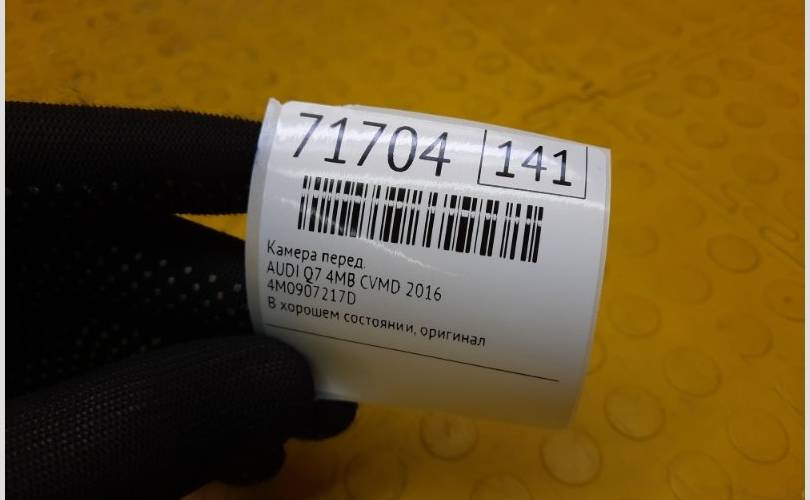 71704 141
Камера перед.
AUDI Q7 4MB CVMD 2016
4M0907217D
В хорошем состоянии, оригинал